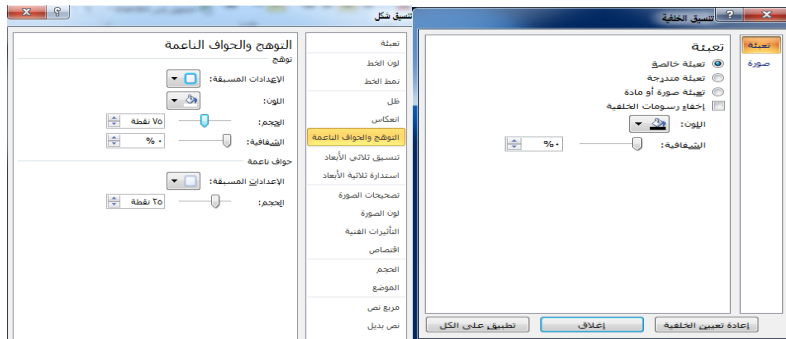 تنسيق الخلفية
تعبئة
صورة
تعبئة
تعبئة خالصة
تعبئة متدرجة
تعبئة صورة أو مادة
إخفاء رسومات الخلفية
اللون:
الشفافية:
٠%
إعادة تعيين الخلفية
إغلاق
تطبيق على الكل
تنسيق شكل
تعبئة
لون الخط
نمط الخط
ظل
انعكاس
التوهج والحواف الناعمة
تنسيق ثلاثي الأبعاد
استدارة ثلاثية الأبعاد
تصحيحات الصورة
لون الصورة
التأثيرات الفنية
اقتصاص
الحجم
الموضع
مربع نص
نص بديل
التوهج والحواف الناعمة
توهج
الإعدادات المسبقة:
اللون:
الحجم: ٧٥ نقطة
الشفافية: ٠ %
حواف ناعمة
الإعدادات المسبقة:
الحجم: ٢٥ نقطة